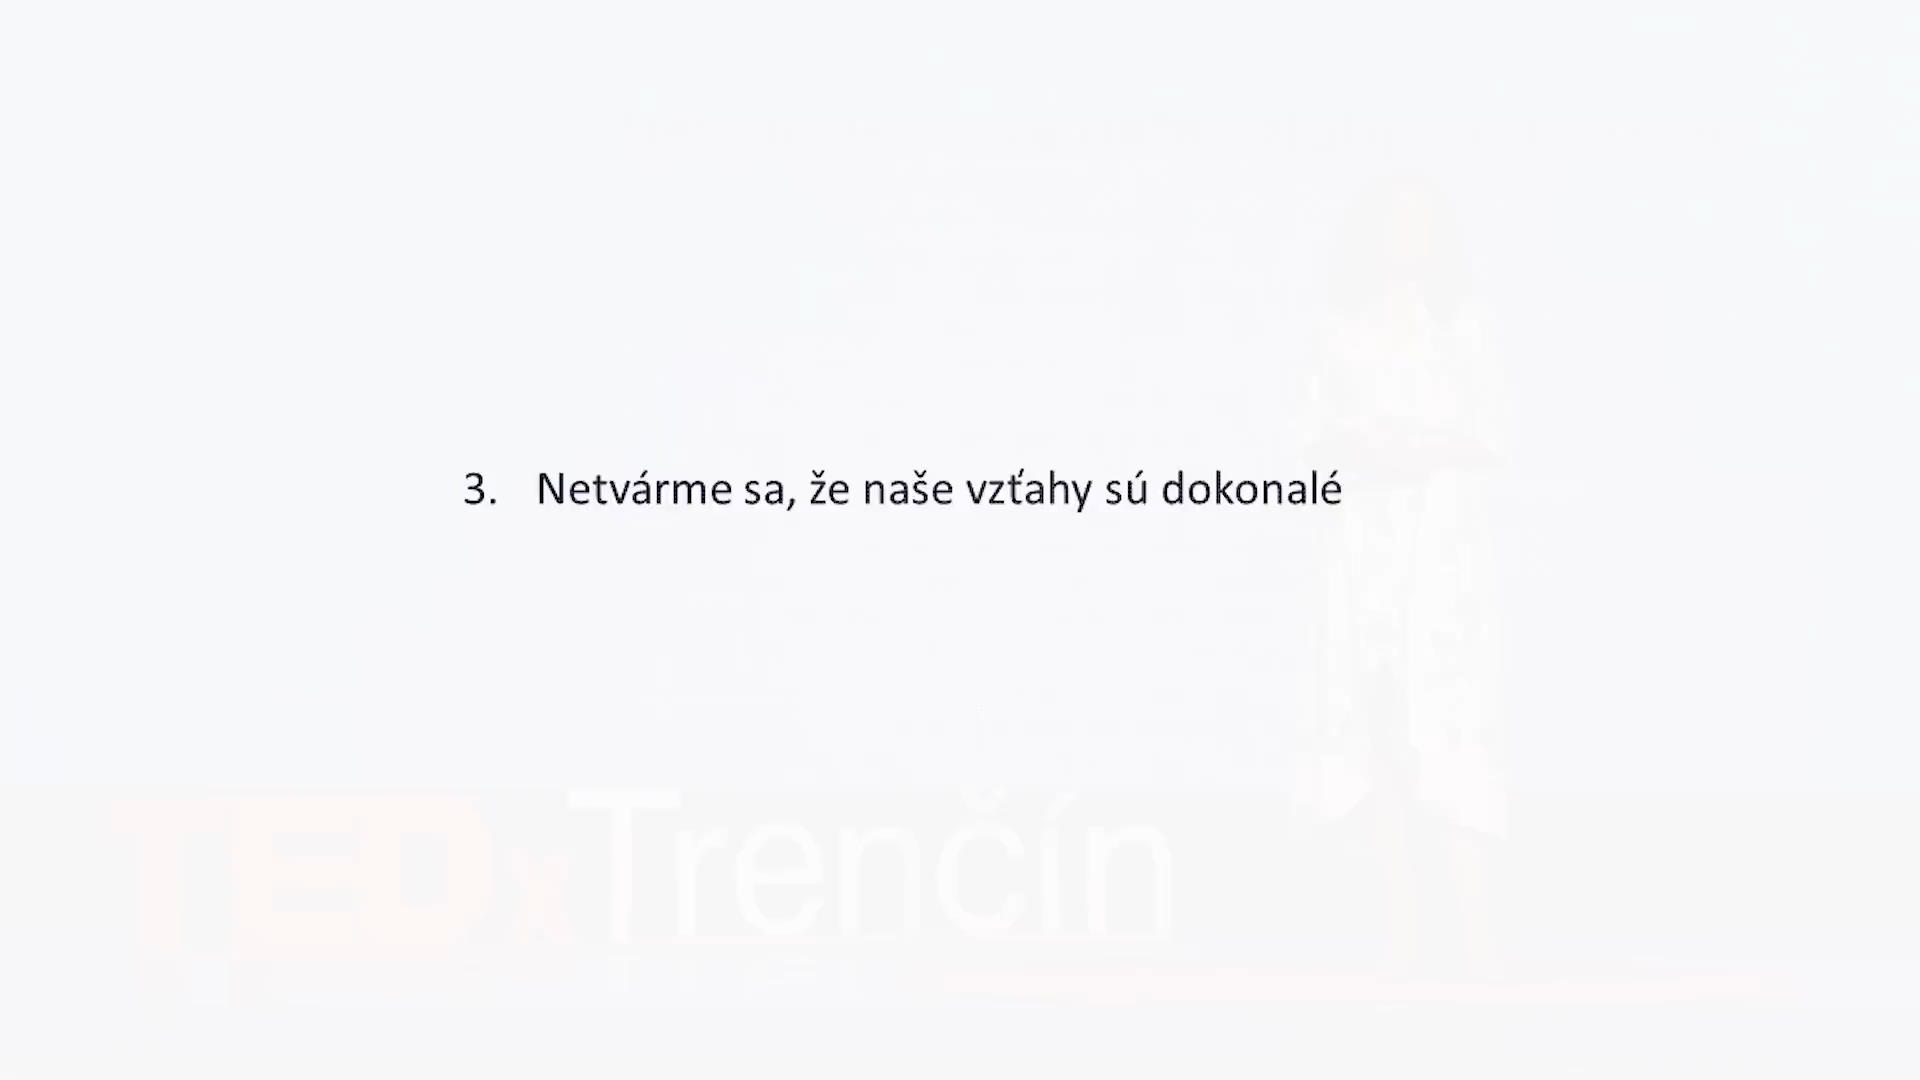 3. Netvárme sa, že naše vzťahy sú dokonalé
TEDxTrenčín